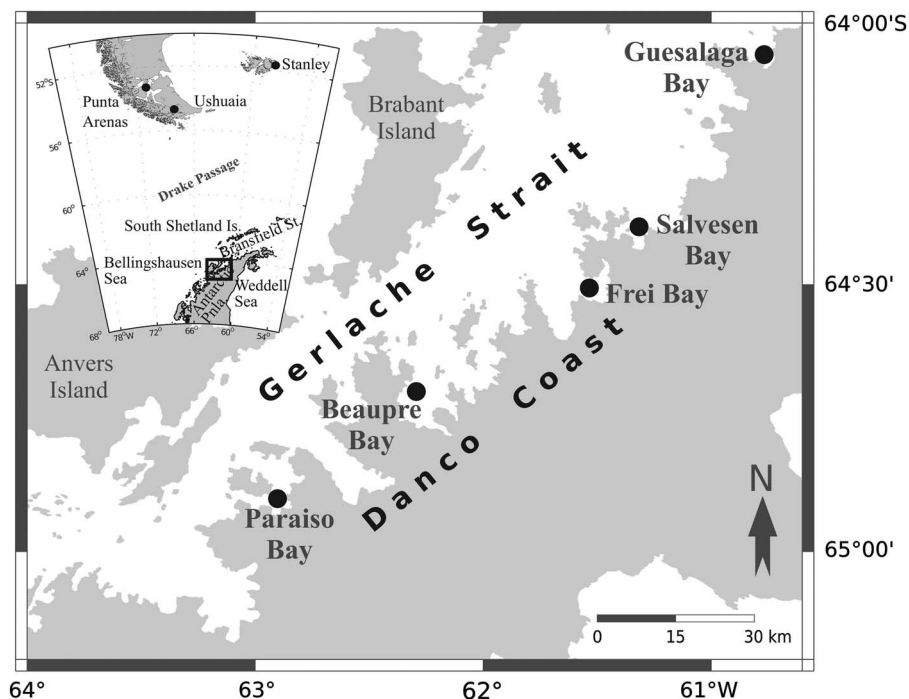 64°00'S
Guesalaga
Bay
Brabant
Island
Gerlache Strait
Salvesen
Bay
64°30'
Frei Bay
Anvers
Island
Beaupre
Bay
Danco Coast
Paraiso
Bay
N
65°00'
0 15 30 km
64° 63° 62° 61°W
Stanley
52°S
Punta
Arenas
Ushuaia
56°
Drake Passage
60°
South Shetland Is.
Bransfield St.
Bellingshausen
Sea
64°
Weddell
Sea
Antarctic
Pnla.
68° 78°W 72° 66° 60° 54°